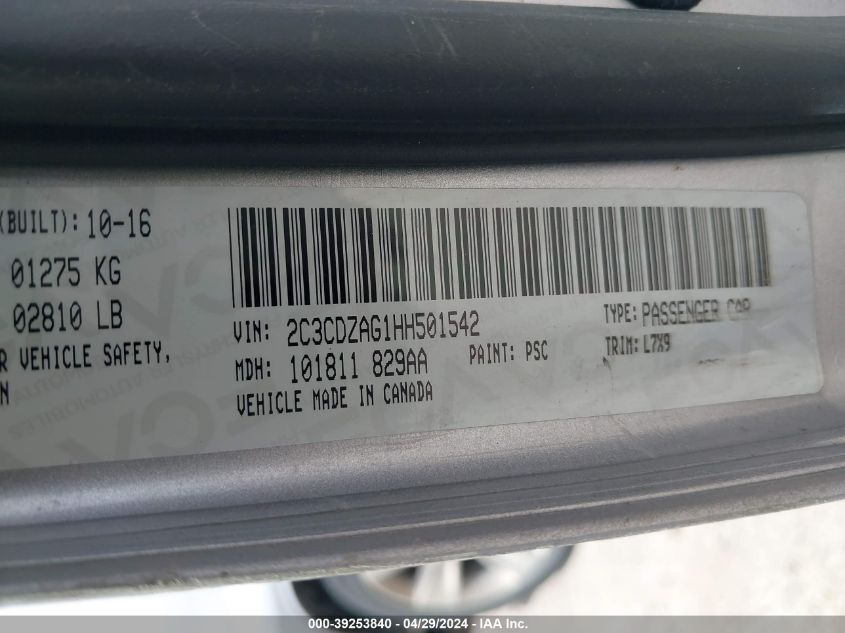 (BUILT): 10-16
01275 KG
02810 LB
R VEHICLE SAFETY,
N
VIN: 2C3CDZAG1HH501542
TYPE: PASSENGER CAR
MDH: 101811 829AA
PAINT: PSC
TRIM: L7X9
VEHICLE MADE IN CANADA
000-39253840 - 04/29/2024 - IAA Inc.